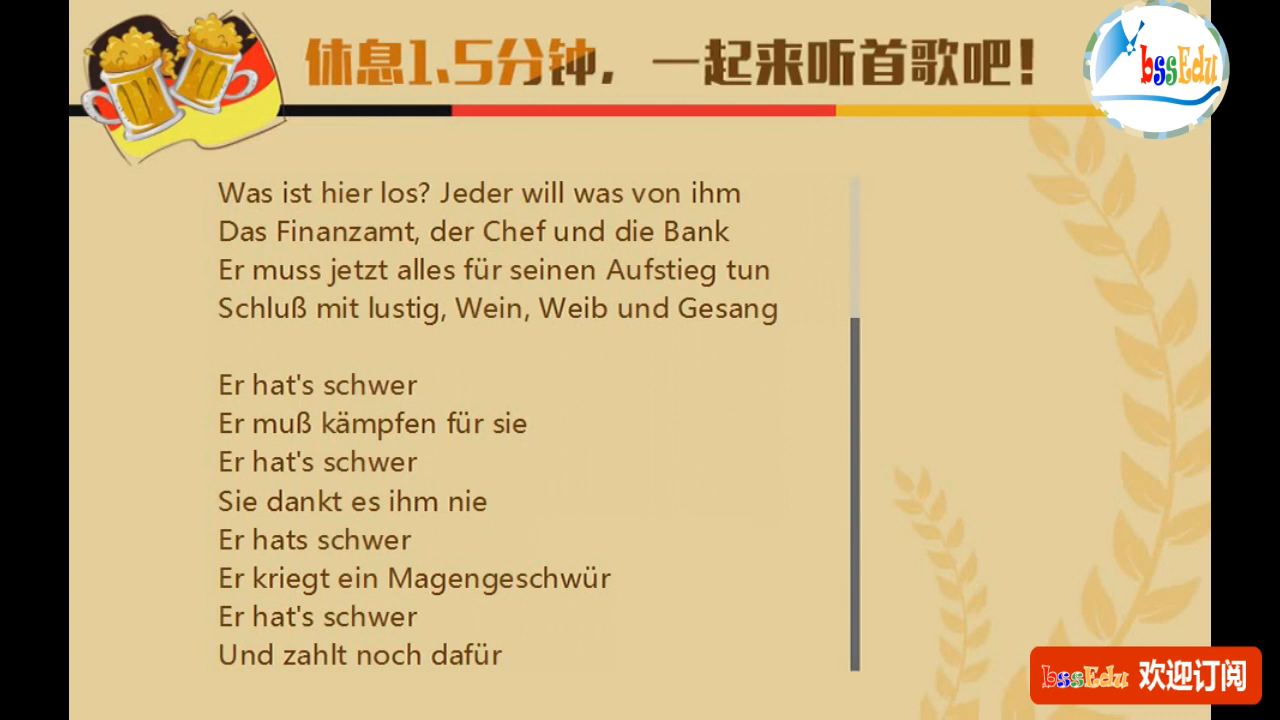 休息1、5分钟，一起来听首歌吧！
bssEdu
Was ist hier los? Jeder will was von ihm
Das Finanzamt, der Chef und die Bank
Er muss jetzt alles für seinen Aufstieg tun
Schluß mit lustig, Wein, Weib und Gesang
Er hat's schwer
Er muß kämpfen für sie
Er hat's schwer
Sie dankt es ihm nie
Er hats schwer
Er kriegt ein Magengeschwür
Er hat's schwer
Und zahlt noch dafür
bssEdu 欢迎订阅